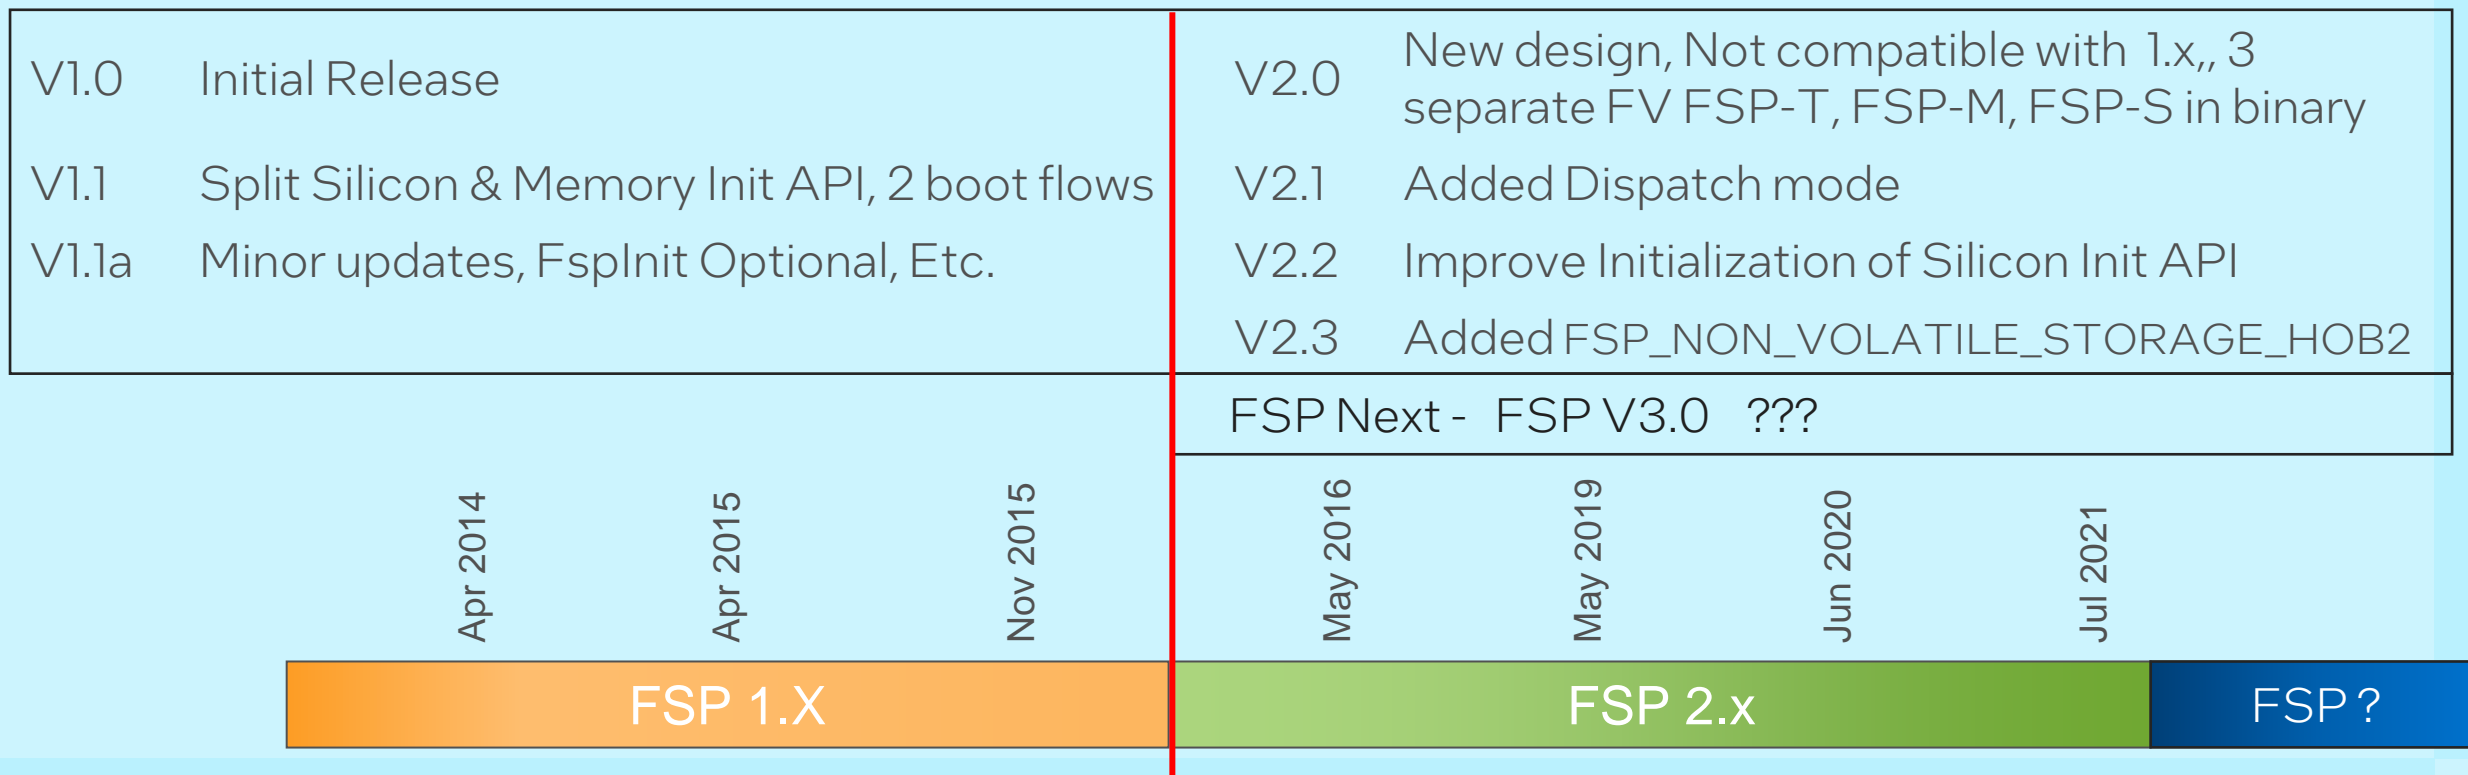 V1.0 Initial Release
V1.1 Split Silicon & Memory Init API, 2 boot flows
V1.1a Minor updates, FspInit Optional, Etc.
V2.0 New design, Not compatible with 1.x,, 3
separate FV FSP-T, FSP-M, FSP-S in binary
V2.1 Added Dispatch mode
V2.2 Improve Initialization of Silicon Init API
V2.3 Added FSP_NON_VOLATILE_STORAGE_HOB2
FSP Next - FSP V3.0 ???
Apr 2014
Apr 2015
Nov 2015
May 2016
May 2019
Jun 2020
Jul 2021
FSP 1.X
FSP 2.x
FSP ?